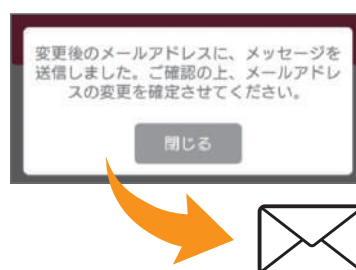 変更後のメールアドレスに、メッセージを
送信しました。ご確認の上、メールアドレ
スの変更を確定させてください。
閉じる